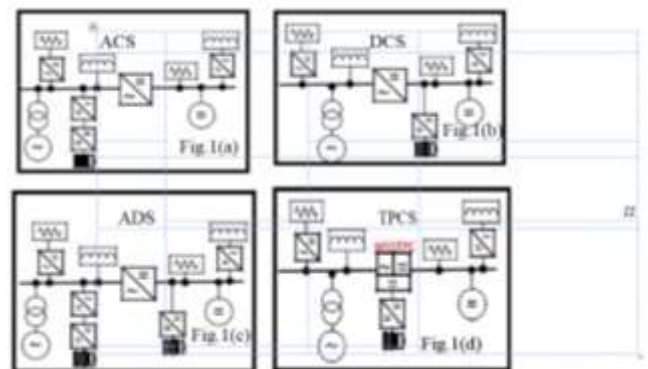 ACS
Fig.1(a)
DCS
Fig.1(b)
ADS
Fig.1(c)
TPCS
Fig.1(d)